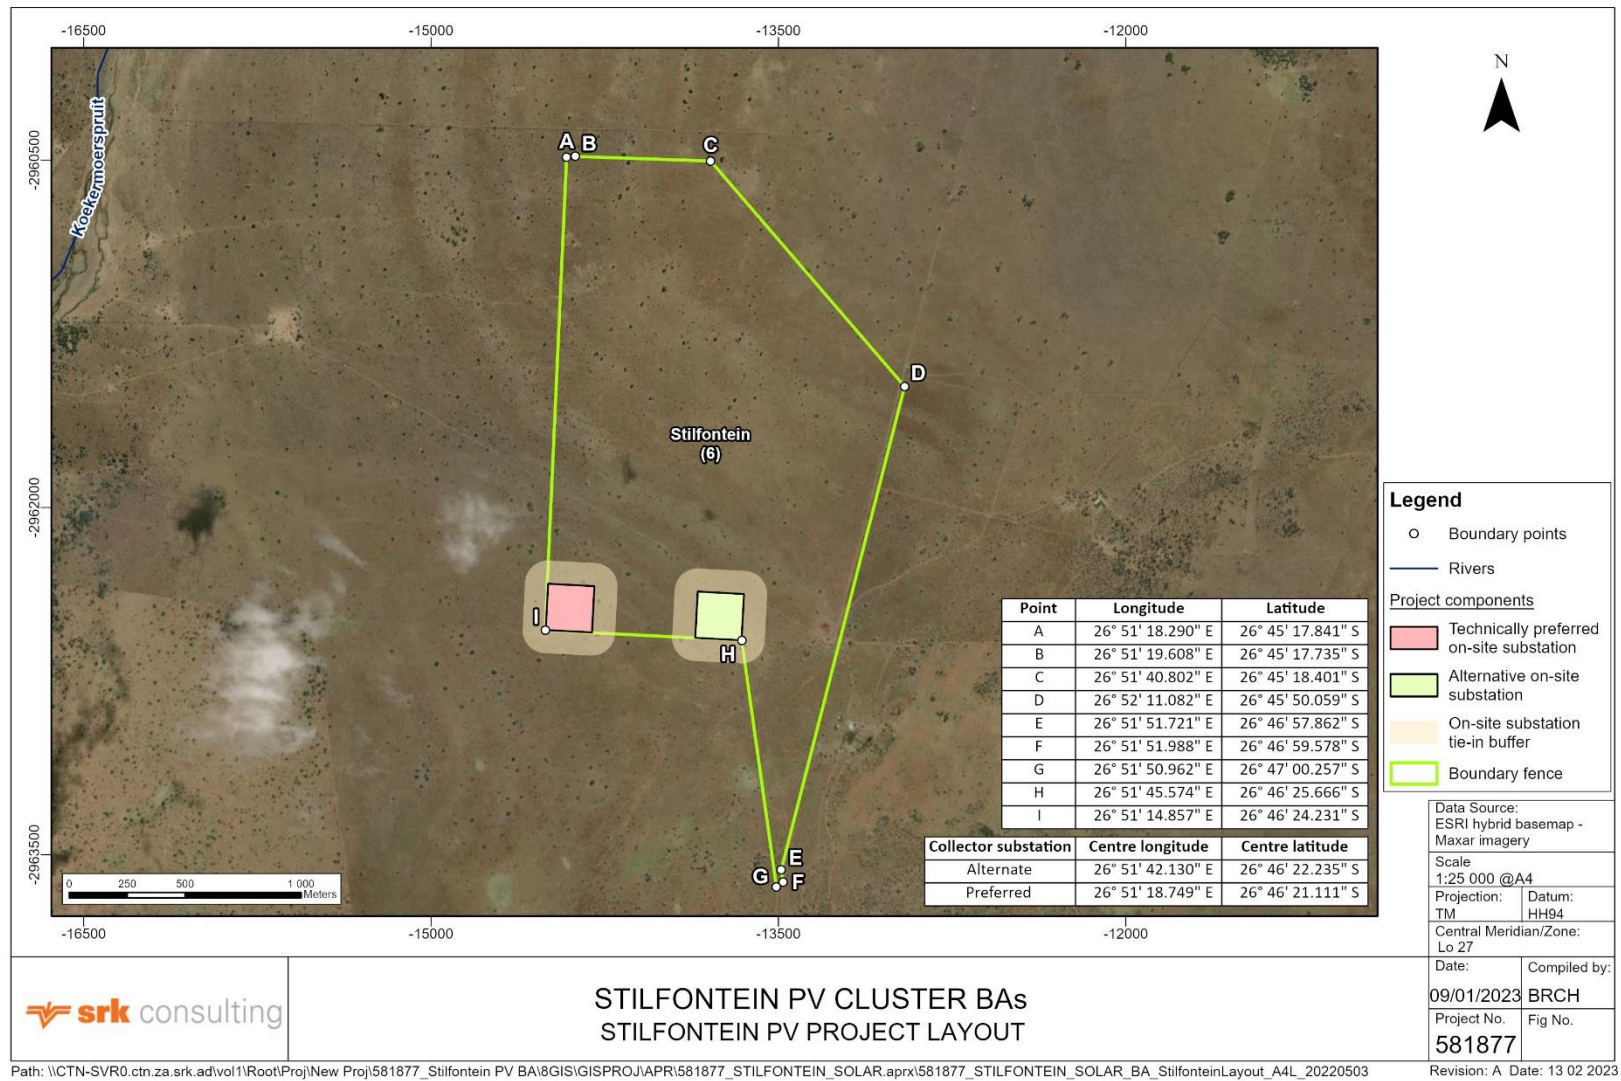 -16500 -15000 -13500 -12000
N
-2960500
-2962000
-2963500
Koekermoerspruit
A B C
D
Stilfontein
(6)
I
H
E
G F
0 250 500 1 000
Meters
Point Longitude Latitude
A 26° 51' 18.290" E 26° 45' 17.841" S
B 26° 51' 19.608" E 26° 45' 17.735" S
C 26° 51' 40.802" E 26° 45' 18.401" S
D 26° 52' 11.082" E 26° 45' 50.059" S
E 26° 51' 51.721" E 26° 46' 57.862" S
F 26° 51' 51.988" E 26° 46' 59.578" S
G 26° 51' 50.962" E 26° 47' 00.257" S
H 26° 51' 45.574" E 26° 46' 25.666" S
I 26° 51' 14.857" E 26° 46' 24.231" S
Collector substation Centre longitude Centre latitude
Alternate 26° 51' 42.130" E 26° 46' 22.235" S
Preferred 26° 51' 18.749" E 26° 46' 21.111" S
-16500 -15000 -13500 -12000
Legend
Boundary points
Rivers
Project components
Technically preferred
on-site substation
Alternative on-site
substation
On-site substation
tie-in buffer
Boundary fence
Data Source:
ESRI hybrid basemap -
Maxar imagery
Scale
1:25 000 @A4
Projection: Datum:
TM HH94
Central Meridian/Zone:
Lo 27
Date: Compiled by:
09/01/2023 BRCH
Project No. Fig No.
581877
srk consulting
STILFONTEIN PV CLUSTER BAs
STILFONTEIN PV PROJECT LAYOUT
Path: \\CTN-SVR0.ctn.za.srk.ad\vol1\Root\Proj\New Proj\581877_Stilfontein PV BA\8GIS\GISPROJ\APR\581877_STILFONTEIN_SOLAR.aprx\581877_STILFONTEIN_SOLAR_BA_StilfonteinLayout_A4L_20220503
Revision: A Date: 13 02 2023